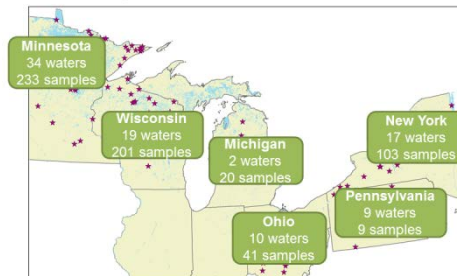 Minnesota
34 waters
233 samples
Wisconsin
19 waters
201 samples
Michigan
2 waters
20 samples
New York
17 waters
103 samples
Pennsylvania
9 waters
9 samples
Ohio
10 waters
41 samples